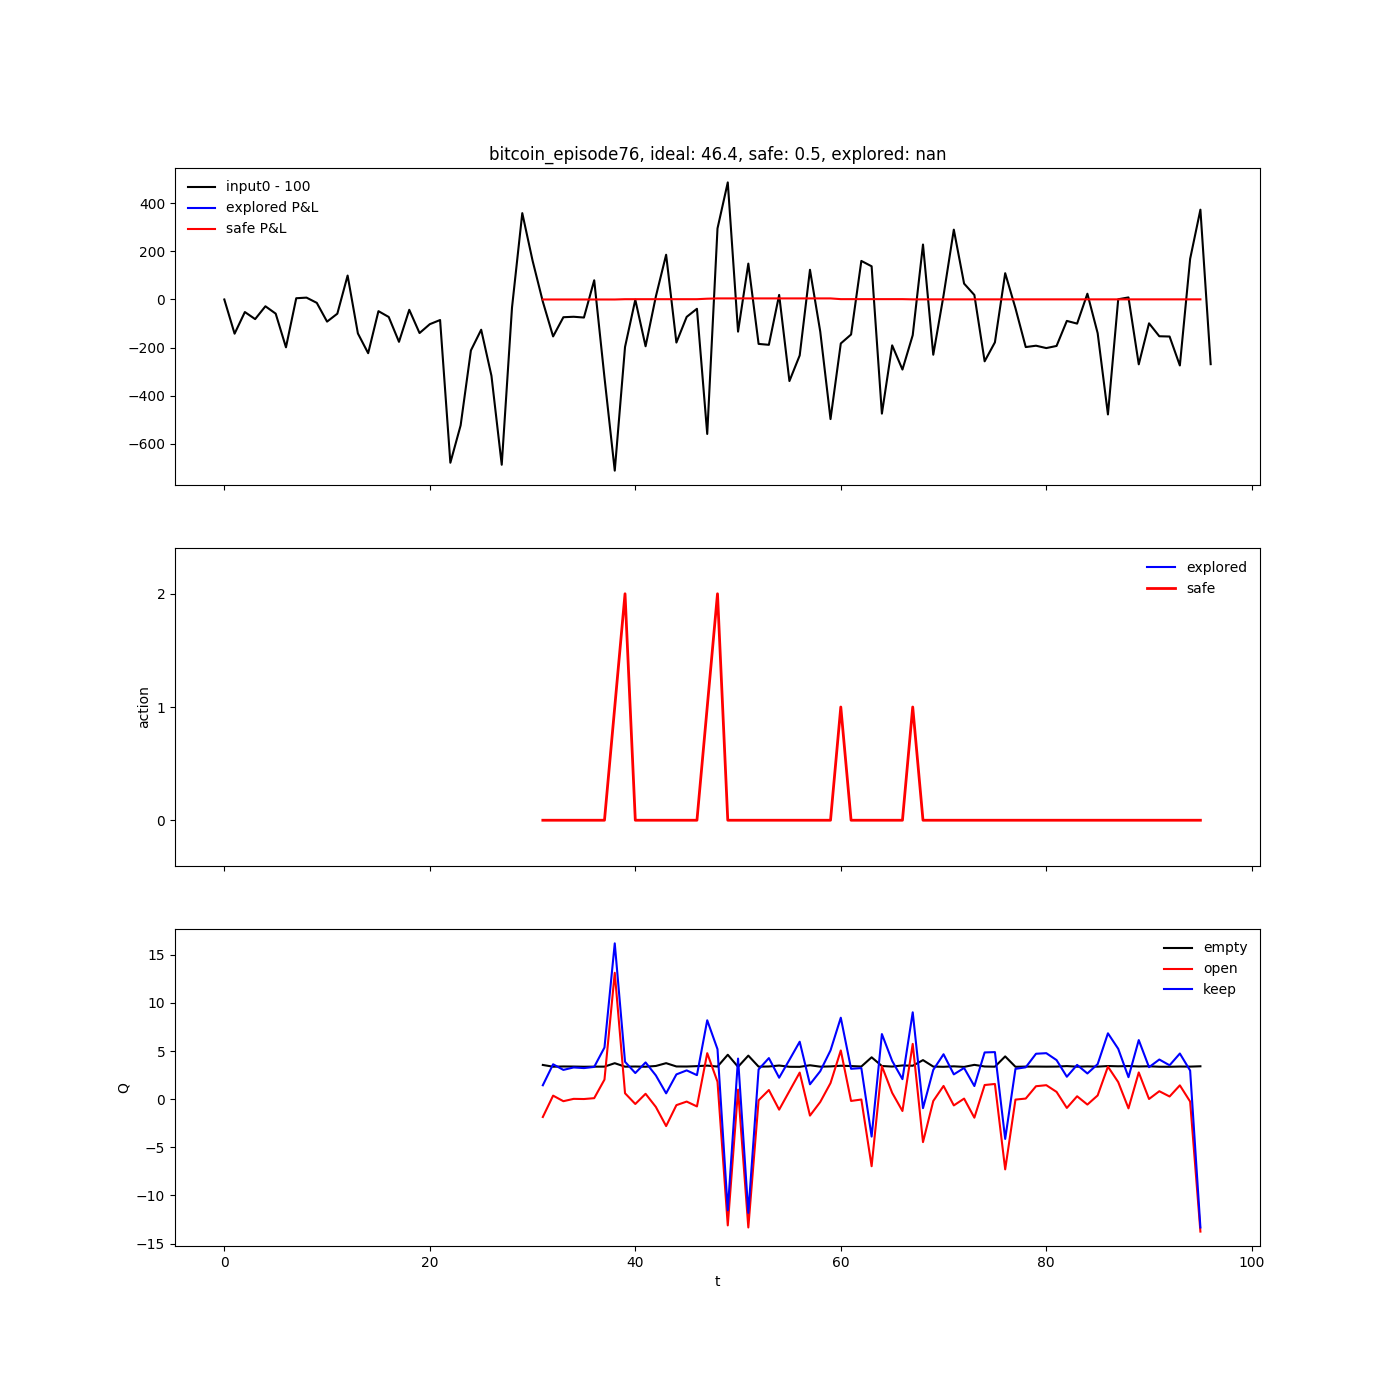 bitcoin_episode76, ideal: 46.4, safe: 0.5, explored: nan
input0 - 100
explored P&L
safe P&L
400
200
0
−200
−400
−600
explored
safe
2
1
0
action
empty
open
keep
15
10
5
0
−5
−10
−15
Q
0 20 40 60 80 100
t